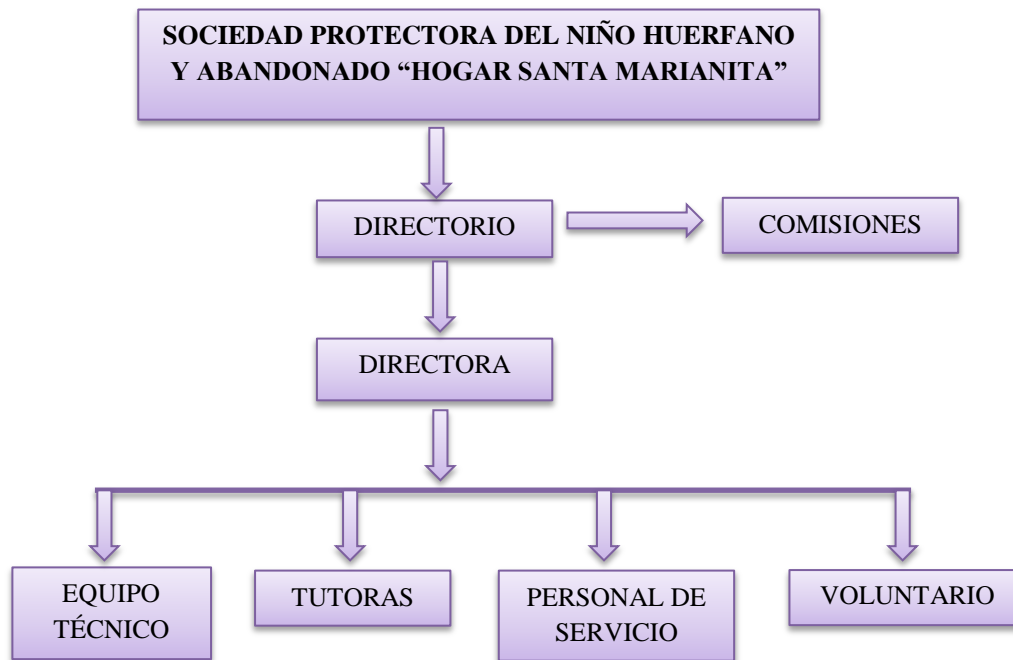 SOCIEDAD PROTECTORA DEL NIÑO HUERFANO
Y ABANDONADO “HOGAR SANTA MARIANITA”
DIRECTORIO
COMISIONES
DIRECTORA
EQUIPO
TÉCNICO
TUTORAS
PERSONAL DE
SERVICIO
VOLUNTARIO